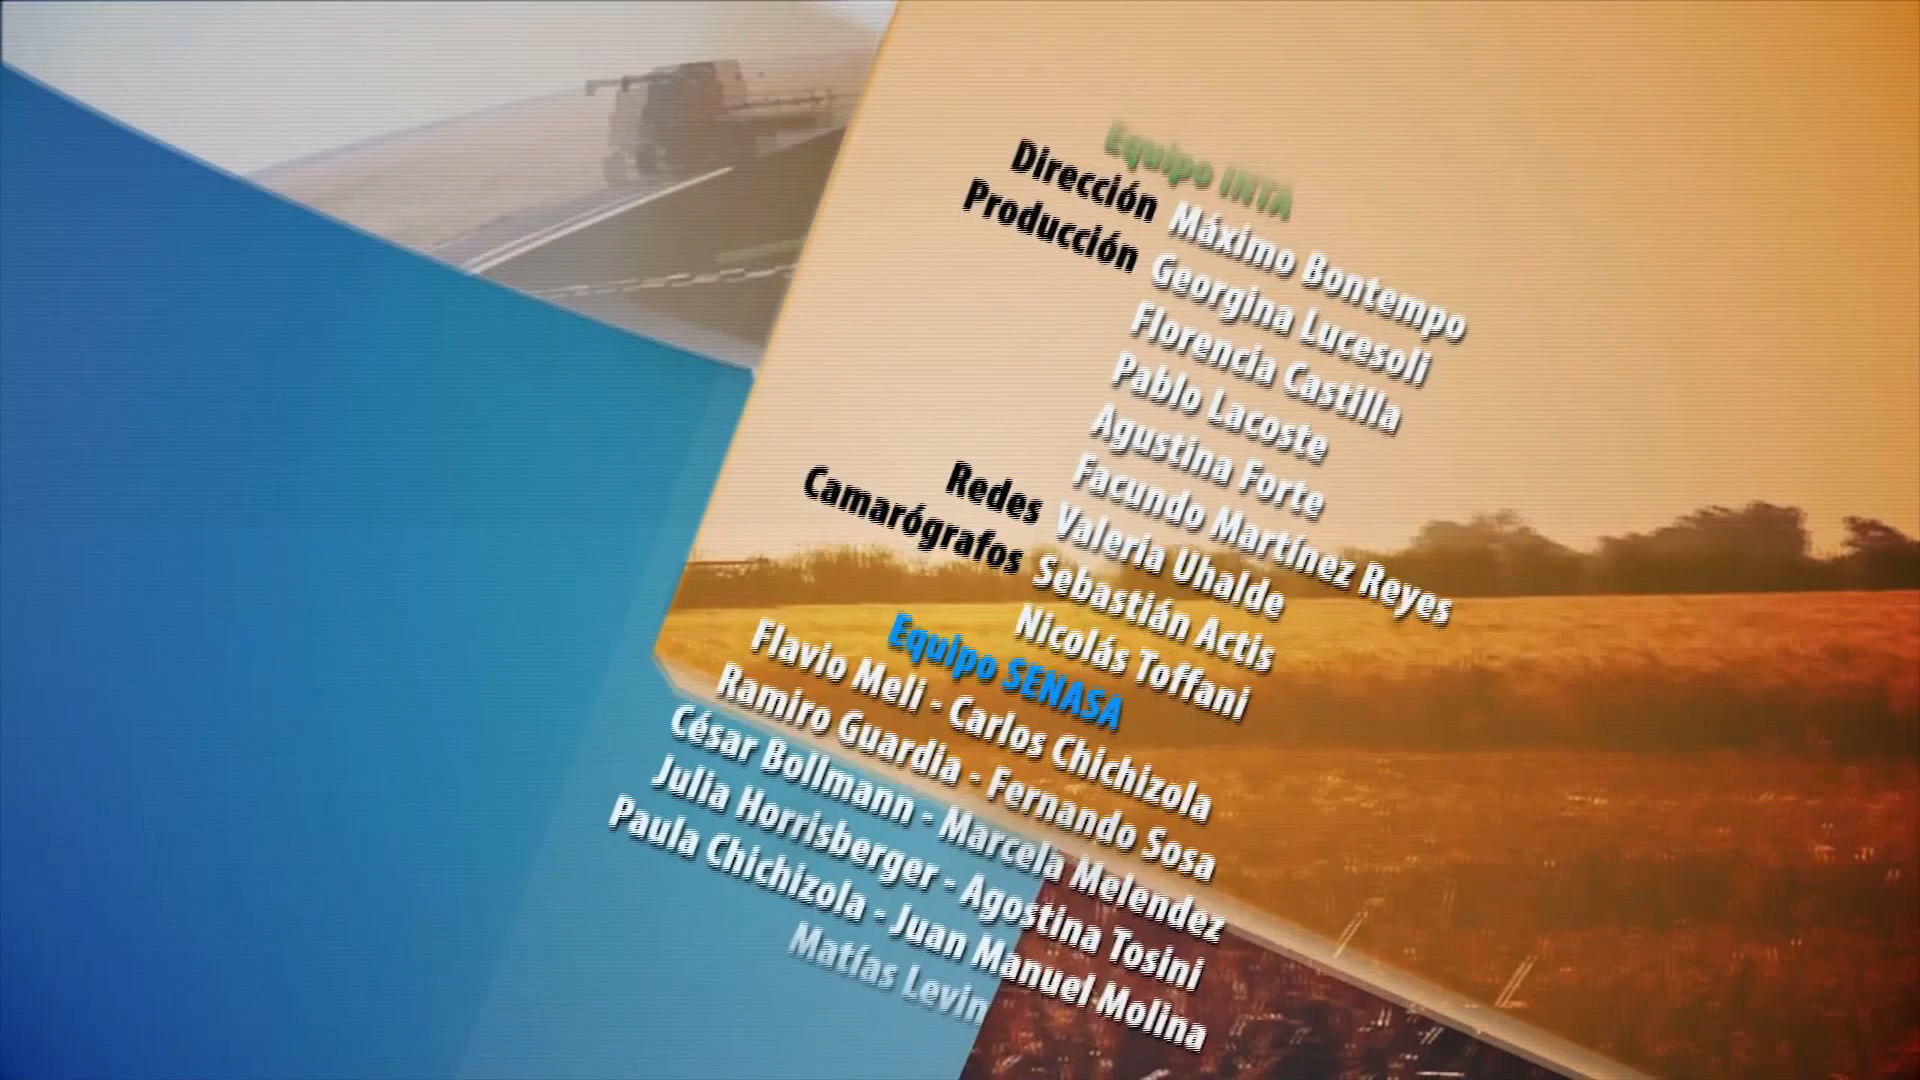 Equipo INTA
Dirección Máximo Bontempo
Producción Georgina Lucesoli
Florencia Castilla
Pablo Lacoste
Agustina Forte
Facundo Martínez Reyes
Redes Valeria Uhalde
Camarógrafos Sebastián Actis
Nicolás Toffani
Equipo SENASA
Flavio Meli - Carlos Chichizola
Ramiro Guardia - Fernando Sosa
César Bollmann - Marcela Melendez
Julia Horrisberger - Agostina Tosini
Paula Chichizola - Juan Manuel Molina
Matías Levin